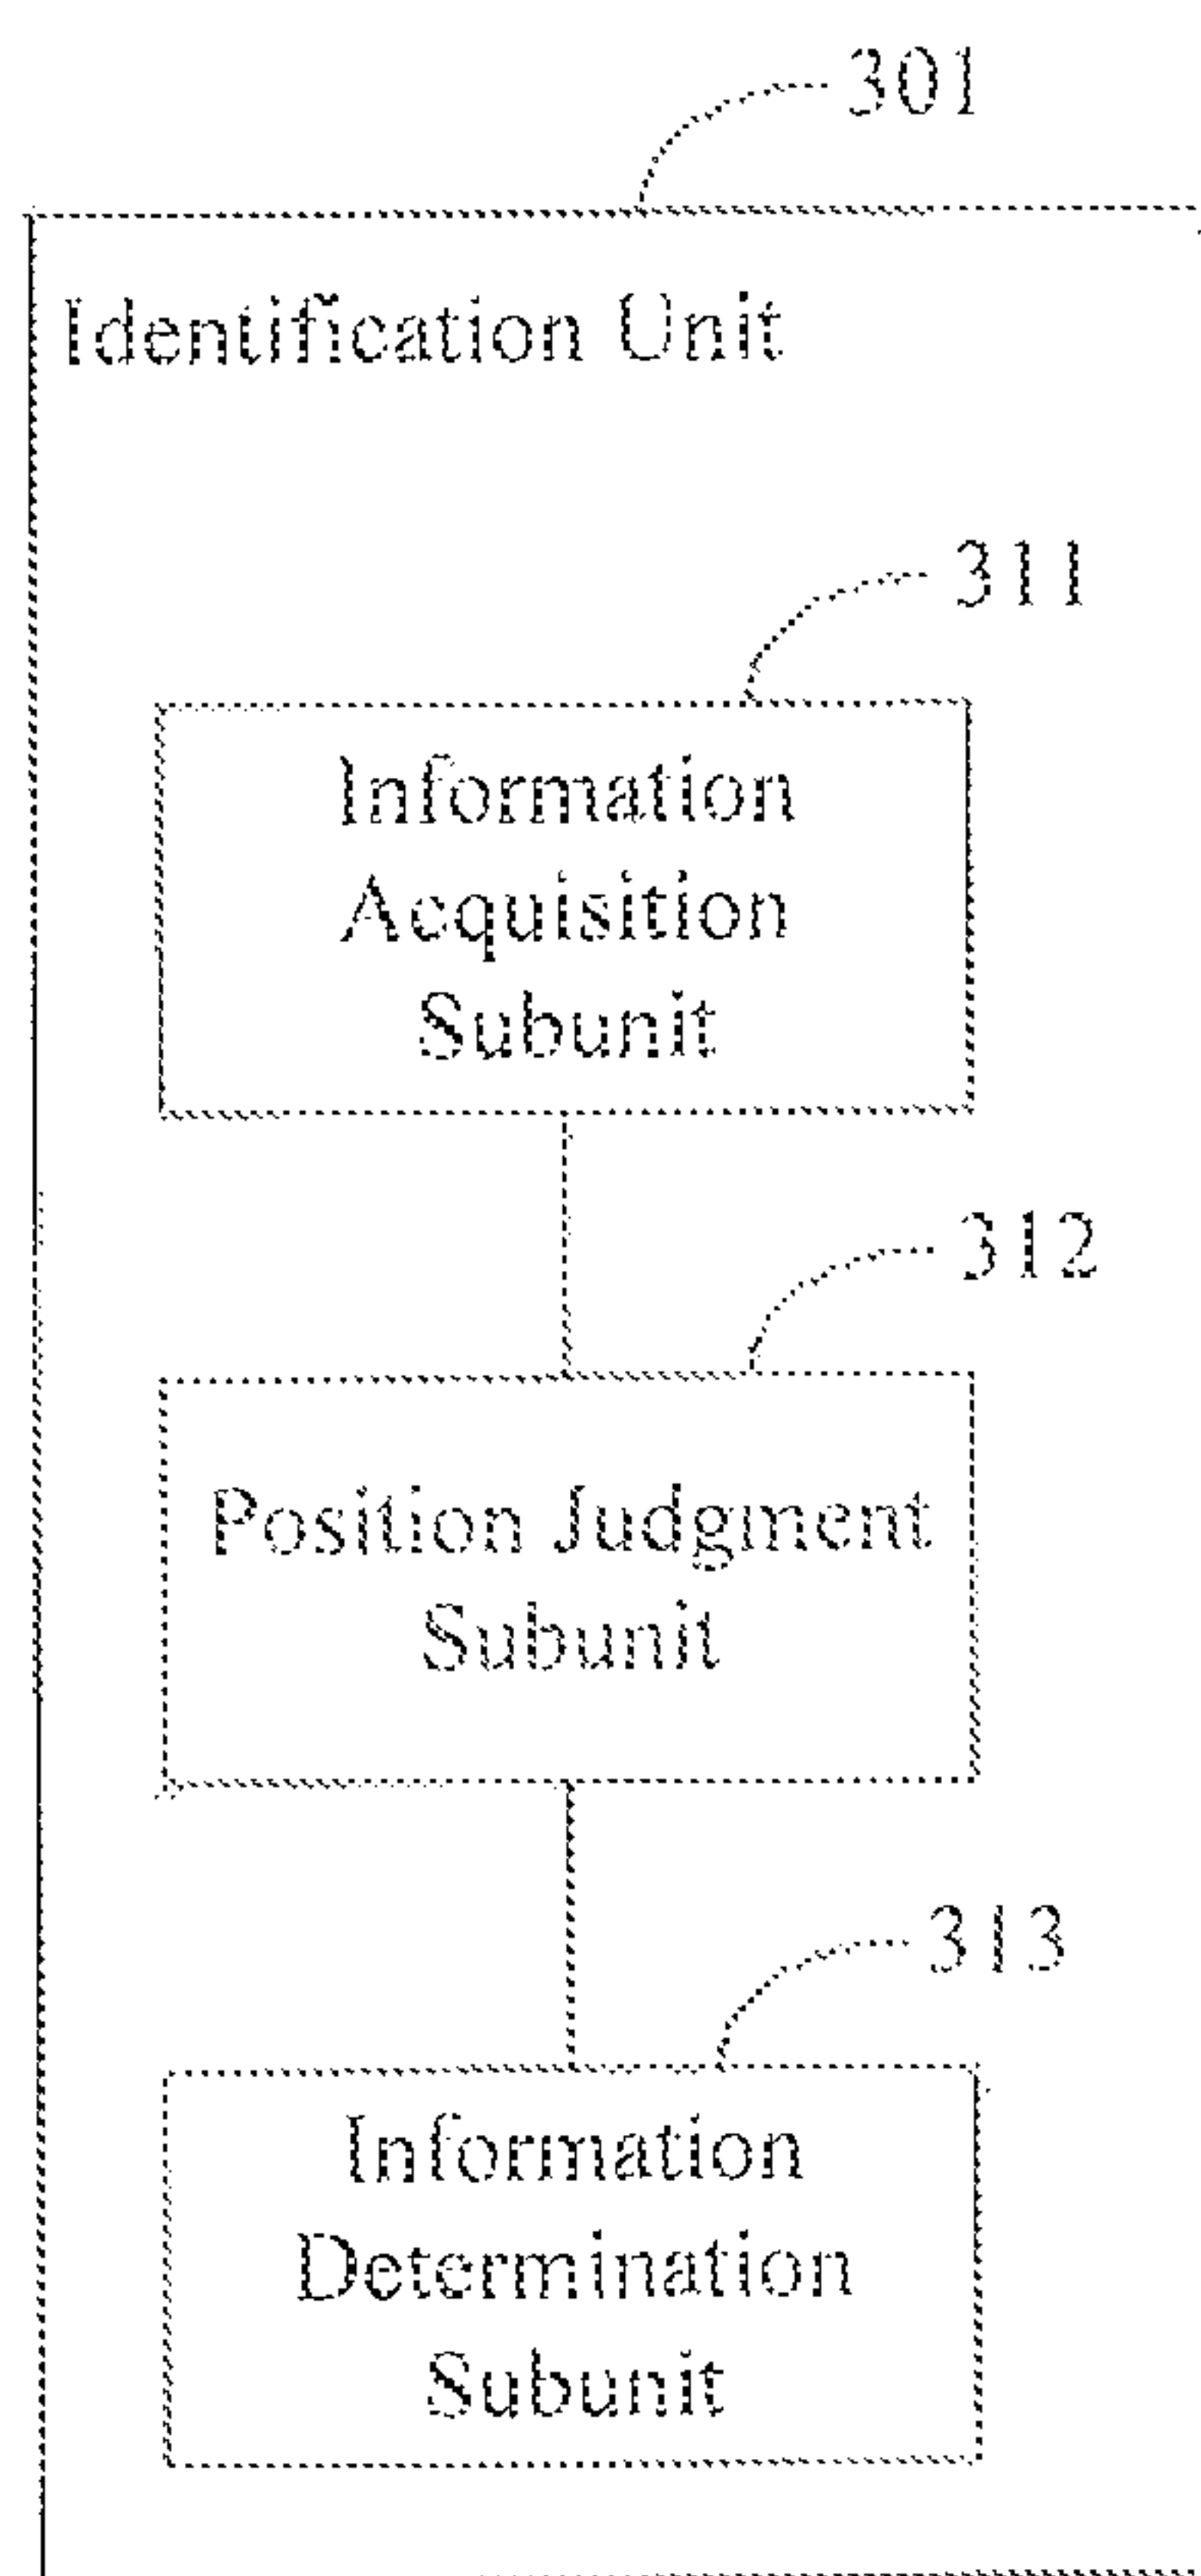 301
Identification Unit
311
Information
Acquisition
Subunit
312
Position Judgment
Subunit
313
Information
Determination
Subunit